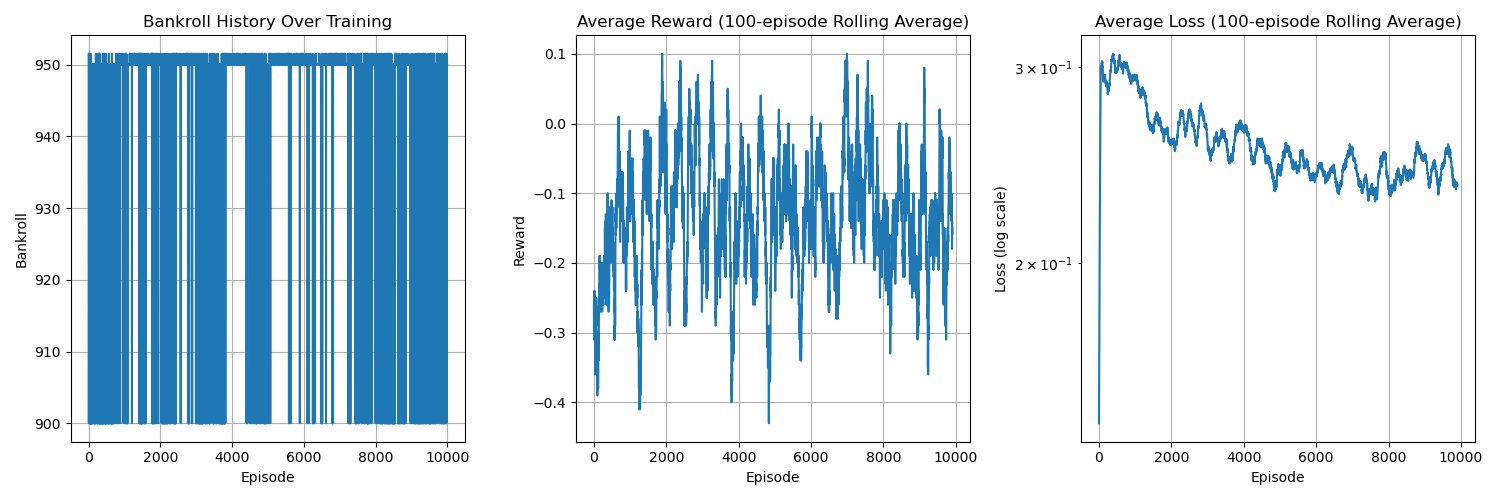 Bankroll History Over Training
Bankroll
950
940
930
920
910
900
0 2000 4000 6000 8000 10000
Episode
Average Reward (100-episode Rolling Average)
Reward
0.1
0.0
−0.1
−0.2
−0.3
−0.4
0 2000 4000 6000 8000 10000
Episode
Average Loss (100-episode Rolling Average)
Loss (log scale)
3 × 10⁻¹
2 × 10⁻¹
0 2000 4000 6000 8000 10000
Episode